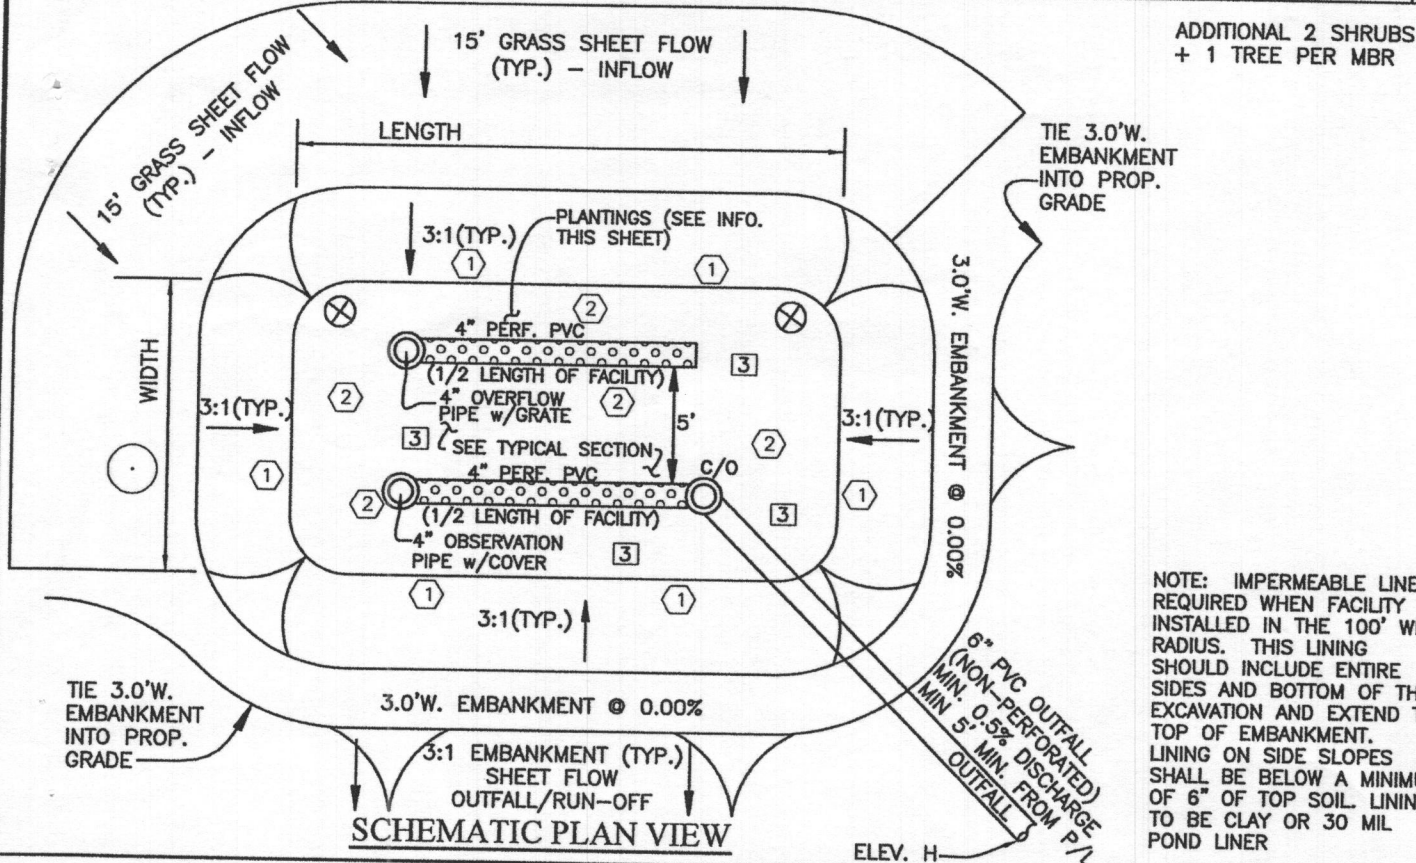 ADDITIONAL 2 SHRUBS
+ 1 TREE PER MBR
15' GRASS SHEET FLOW
(TYP.) - INFLOW
15' GRASS SHEET FLOW
(TYP.) - INFLOW
LENGTH
TIE 3.0'W.
EMBANKMENT
INTO PROP.
GRADE
3:1(TYP.)
PLANTINGS (SEE INFO.
THIS SHEET)
1
1
2
4" PERF. PVC
3
(1/2 LENGTH OF FACILITY)
WIDTH
3:1(TYP.)
2
4" OVERFLOW
PIPE w/GRATE
2
5'
3:1(TYP.)
3.0'W. EMBANKMENT @ 0.00%
3
SEE TYPICAL SECTION
2
1
4" PERF. PVC
C/O
1
2
(1/2 LENGTH OF FACILITY)
3
4" OBSERVATION
PIPE w/COVER
3
1
1
3:1(TYP.)
6" PVC OUTFALL
(NON-PERFORATED)
MIN. 0.5% DISCHARGE
MIN 5' MIN. FROM
OUTFALL
TIE 3.0'W.
EMBANKMENT
INTO PROP.
GRADE
3.0'W. EMBANKMENT @ 0.00%
3:1 EMBANKMENT (TYP.)
SHEET FLOW
OUTFALL/RUN-OFF
SCHEMATIC PLAN VIEW
ELEV. H
NOTE: IMPERMEABLE
REQUIRED WHEN FACILITY
INSTALLED IN THE 100'
RADIUS. THIS LINING
SHOULD INCLUDE ENTIRE
SIDES AND BOTTOM OF
EXCAVATION AND EXTEND
TOP OF EMBANKMENT.
LINING ON SIDE SLOPES
SHALL BE BELOW A
OF 6" OF TOP SOIL.
TO BE CLAY OR 30 MIL
POND LINER